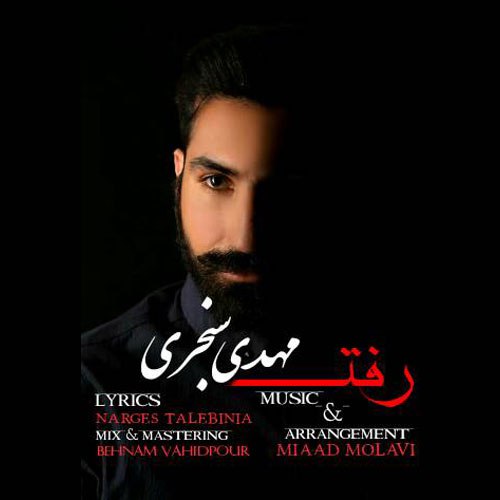 مهدی سنجری
رفت
LYRICS
NARGES TALEBINIA
MIX & MASTERING
BEHNAM VAHIDPOUR
MUSIC
&
ARRANGEMENT
MIAAD MOLAVI